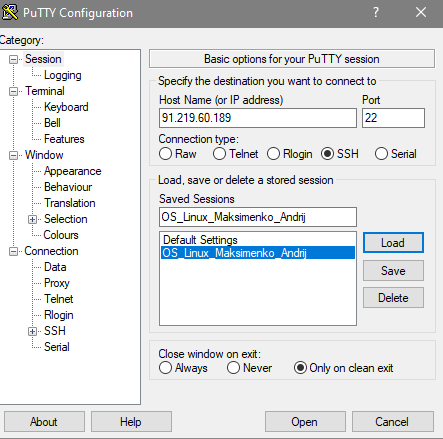 PuTTY Configuration
?
Category:
Session
Logging
Terminal
Keyboard
Bell
Features
Window
Appearance
Behaviour
Translation
Selection
Colours
Connection
Data
Proxy
Telnet
Rlogin
SSH
Serial
Basic options for your PuTTY session
Specify the destination you want to connect to
Host Name (or IP address) Port
91.219.60.189 22
Connection type:
Raw Telnet Rlogin SSH Serial
Load, save or delete a stored session
Saved Sessions
OS_Linux_Maksimenko_Andrij
Default Settings
OS_Linux_Maksimenko_Andrij
Load
Save
Delete
Close window on exit:
Always Never Only on clean exit
About Help Open Cancel